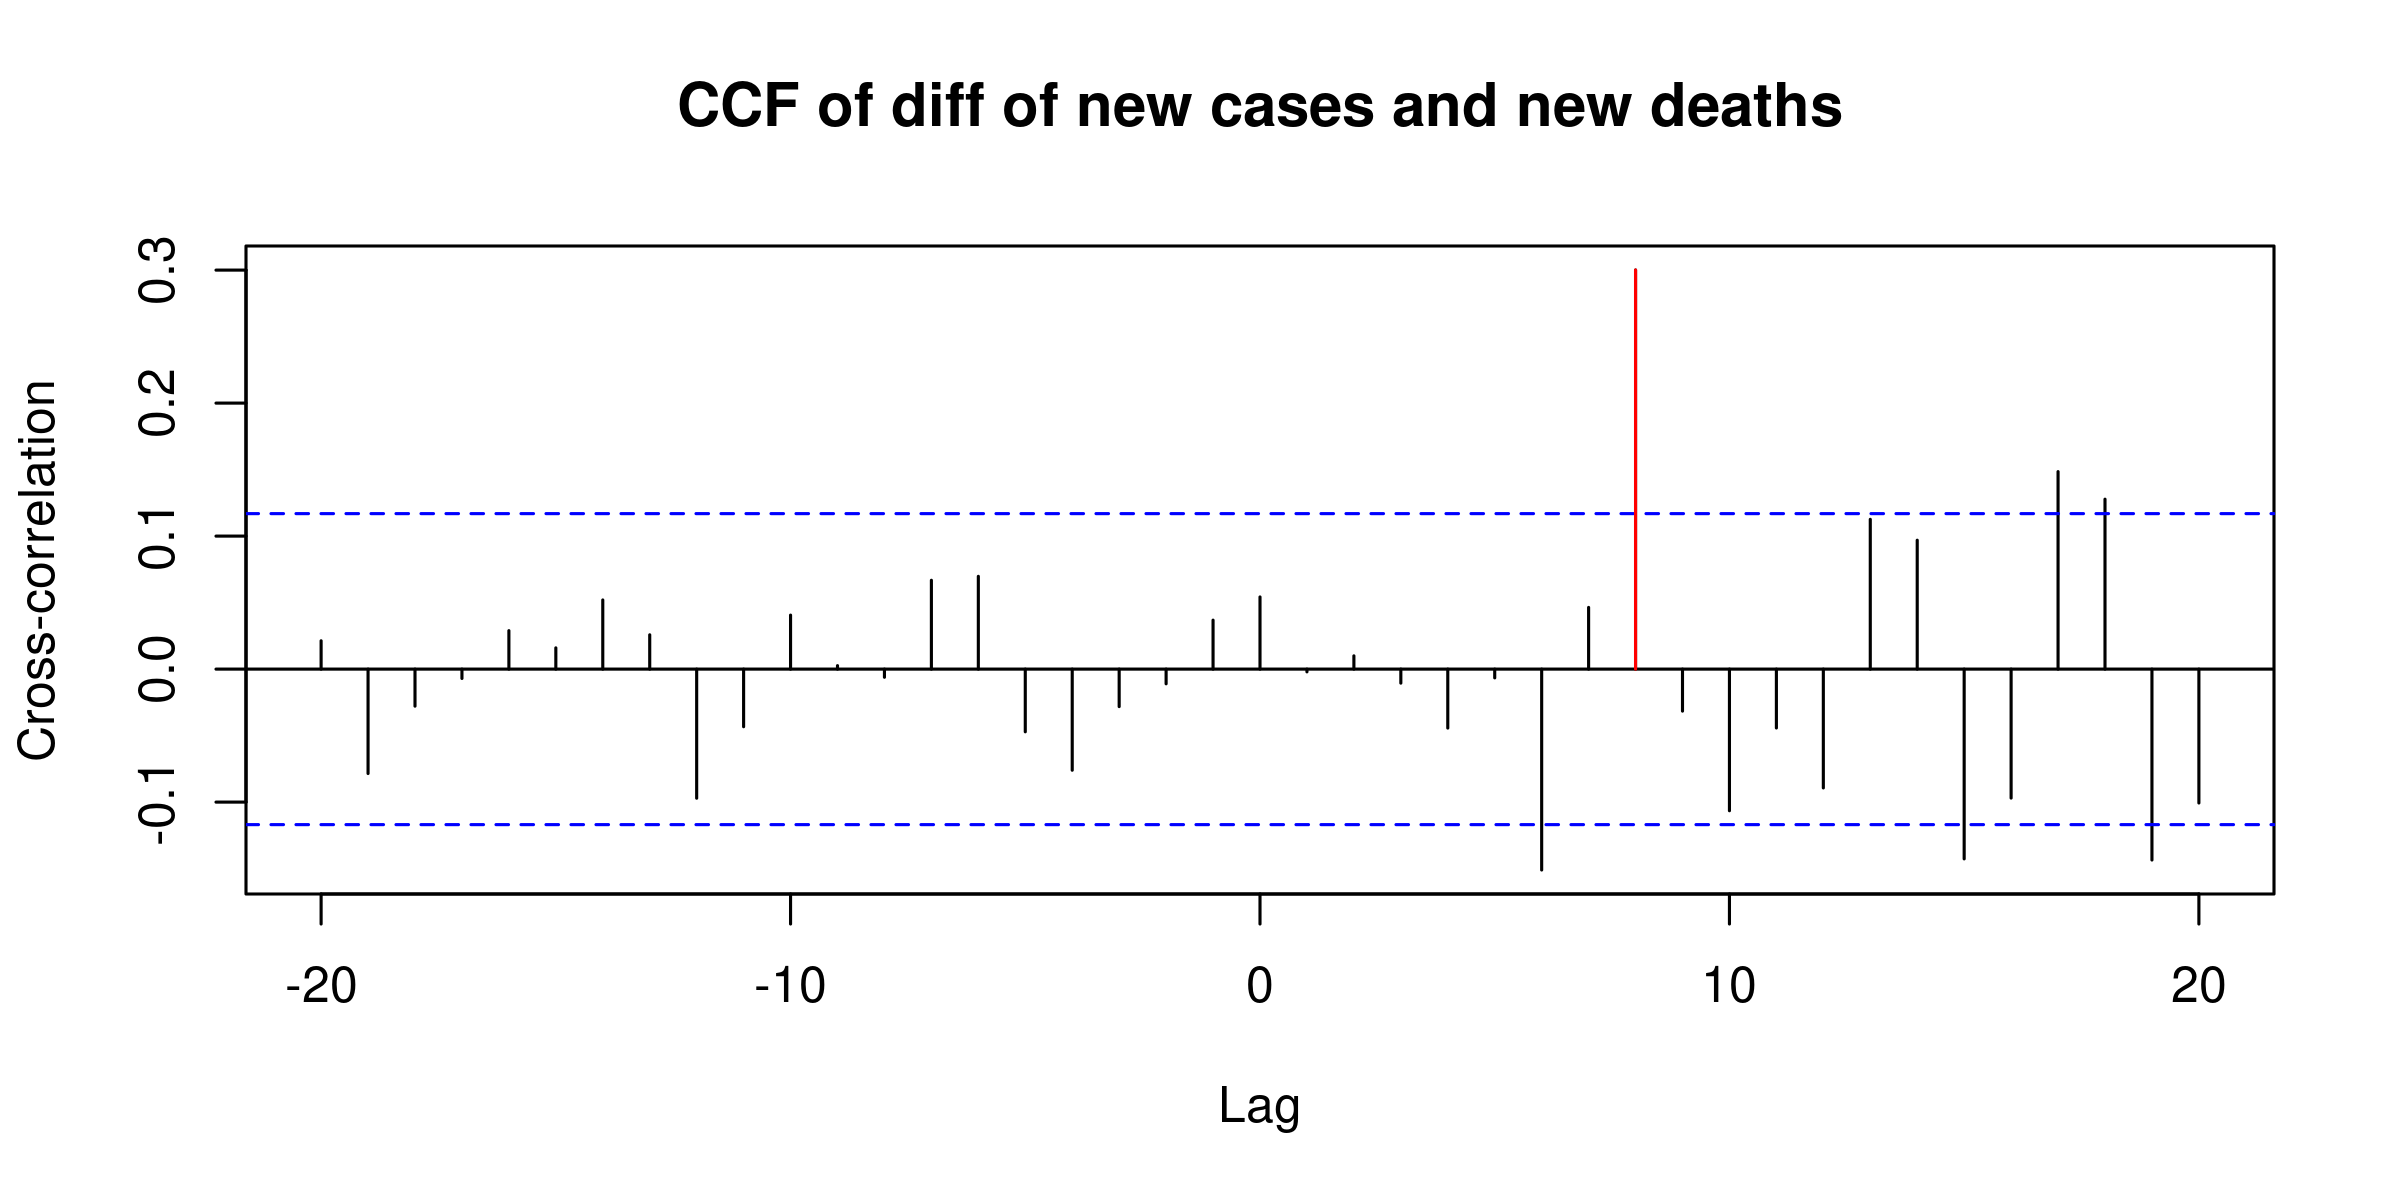 CCF of diff of new cases and new deaths
Cross-correlation
0.3
0.2
0.1
0.0
-0.1
-20 -10 0 10 20
Lag